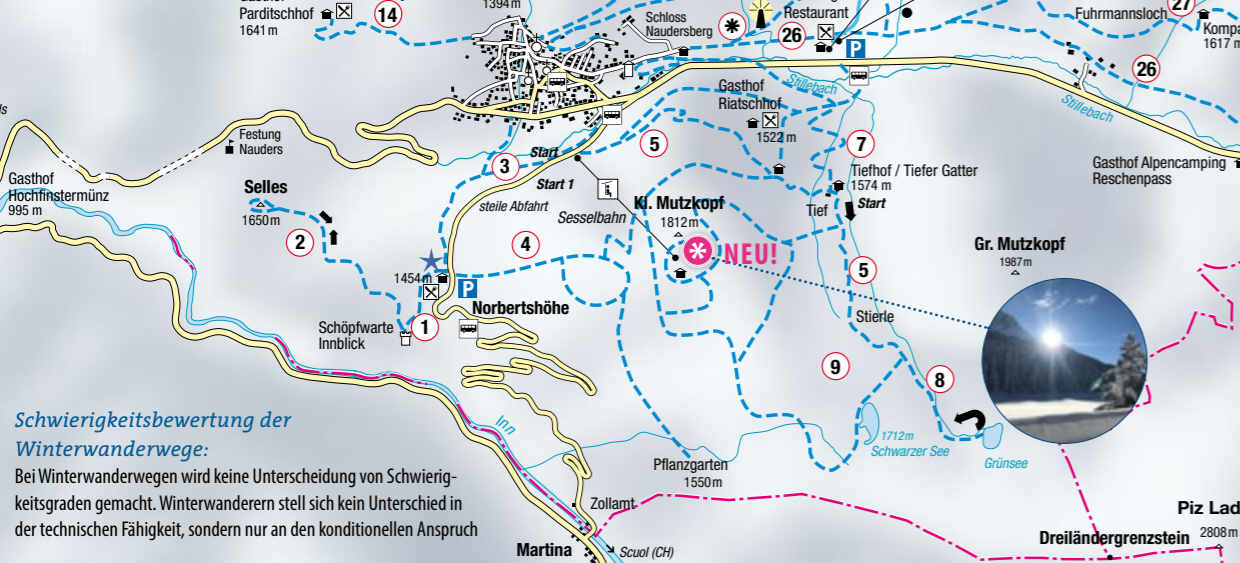 Parditschhof
1641 m
14
1394 m
Schloss
Naudersberg
Restaurant
26
P
Fuhrmannsloch
27
1617 m
26
Stillebach
Stillebach
Gasthof
Riatschhof
1522 m
Festung
Nauders
3
Start
Start 1
5
7
Tiefhof / Tiefer Gatter
1574 m
Start
Tief
Gasthof Alpencamping
Reschenpass
Gasthof
Hochfinstermünz
995 m
Selles
1650 m
steile Abfahrt
Sesselbahn
Kl. Mutzkopf
1812 m
NEU!
2
4
Gr. Mutzkopf
1987 m
1454 m
P
Norbertshöhe
5
Stierle
Schöpfwarte
Innblick
1
9
8
Schwierigkeitsbewertung der
Winterwanderwege:
Bei Winterwanderwegen wird keine Unterscheidung von Schwierig-
keitsgraden gemacht. Winterwanderern stell sich kein Unterschied in
der technischen Fähigkeit, sondern nur an den konditionellen Anspruch
Inn
1712 m
Schwarzer See
Grünsee
Pflanzgarten
1550 m
Zollamt
Martina
Scuol (CH)
Piz Lad
2808 m
Dreiländergrenzstein